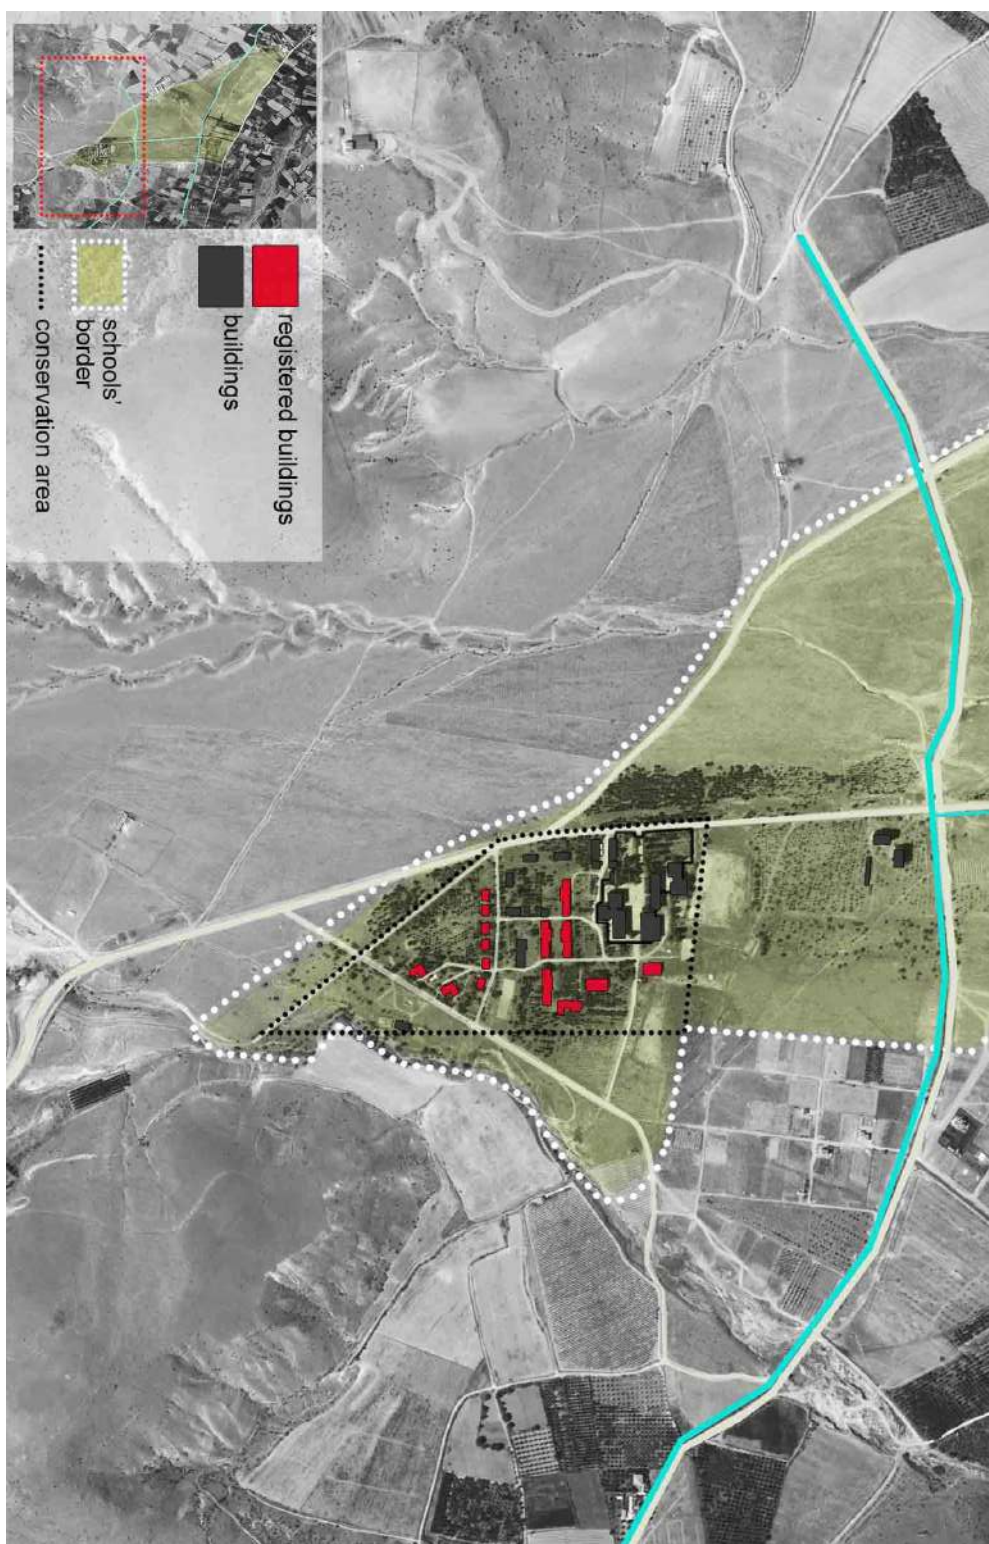 registered buildings
buildings
schools'
border
conservation area